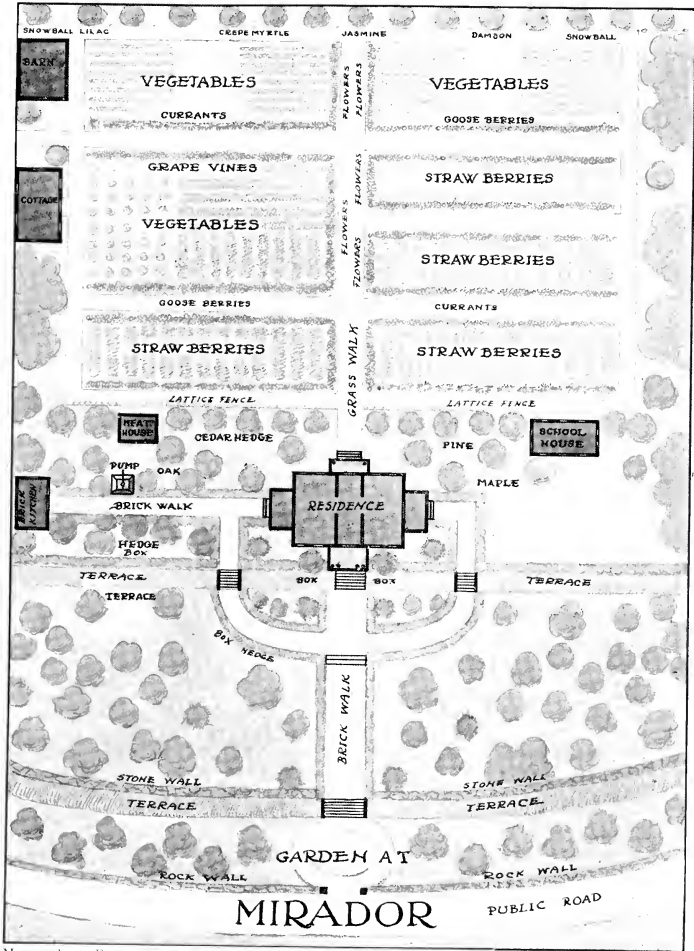 SNOWBALL LILAC CREPE MYRTLE JASMINE DAMSON SNOWBALL
BARN
VEGETABLES
FLOWERS
FLOWERS
VEGETABLES
CURRANTS
GOOSE BERRIES
GRAPE VINES
FLOWERS
STRAW BERRIES
COTTAGE
VEGETABLES
FLOWERS
FLOWERS
STRAW BERRIES
GOOSE BERRIES
CURRANTS
STRAW BERRIES
GRASS WALK
STRAW BERRIES
LATTICE FENCE
LATTICE FENCE
MEAT
HOUSE
CEDAR HEDGE
PINE
SCHOOL
HOUSE
PUMP
OAK
MAPLE
BRICK
KITCHEN
BRICK WALK
RESIDENCE
HEDGE
BOX
TERRACE
BOX
BOX
TERRACE
TERRACE
BOX HEDGE
BRICK WALK
STONE WALL
STONE WALL
TERRACE
TERRACE
GARDEN AT
ROCK WALL
ROCK WALL
MIRADOR
PUBLIC ROAD